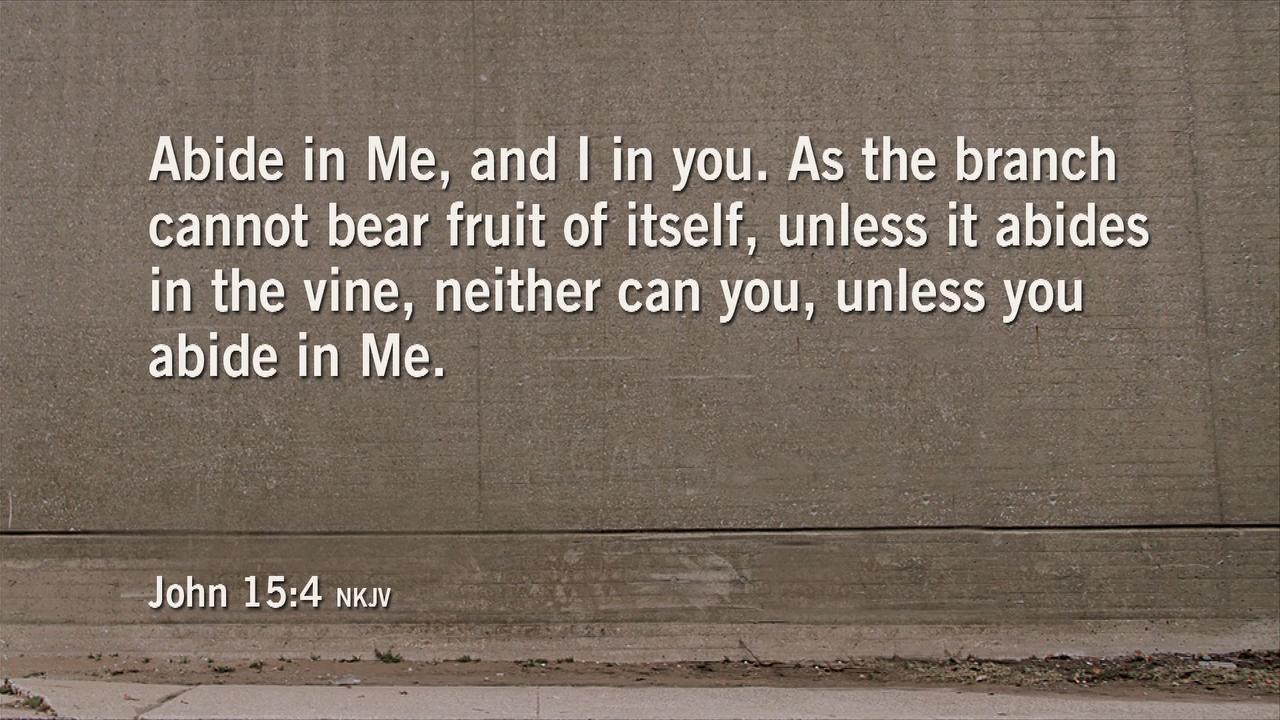 Abide in Me, and I in you. As the branch
cannot bear fruit of itself, unless it abides
in the vine, neither can you, unless you
abide in Me.
John 15:4 NKJV